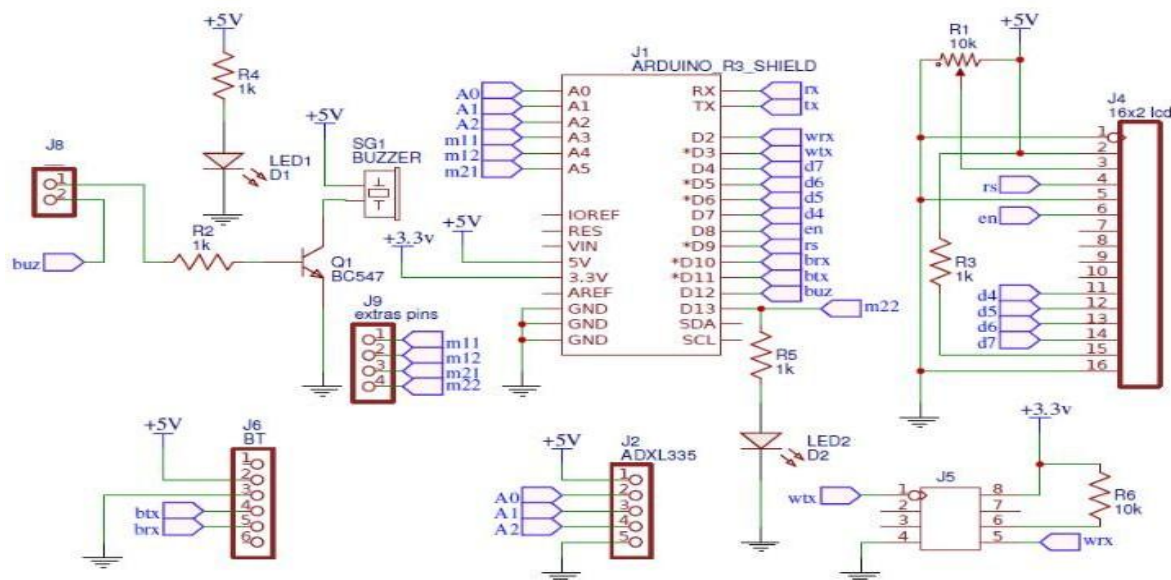 +5V
R4
1k
LED1
D1
J8
1
2
buz
R2
1k
+5V
SG1
BUZZER
Q1
BC547
+3.3v
+5V
J9
extras pins
1
2
3
4
m11
m12
m21
m22
J1
ARDUINO_R3_SHIELD
A0 A0
A1 A1
A2 A2
m11 A3
m12 A4
m21 A5
IOREF
RES
VIN
5V
3.3V
AREF
GND
GND
GND
RX rx
TX tx
D2 wrx
*D3 wtx
D4 d7
*D5 d6
*D6 d5
D7 d4
D8 en
*D9 rs
*D10 brx
*D11 btx
D12 buz
D13 m22
SDA
SCL
R5
1k
LED2
D2
R1
10k
+5V
J4
16x2 lcd
1
2
3
rs 4
5
en 6
7
8
9
10
d4 11
d5 12
d6 13
d7 14
15
16
R3
1k
+5V
J6
BT
1
2
3
btx 4
brx 5
6
+5V
J2
ADXL335
1
A0 2
A1 3
A2 4
5
+3.3v
J5
wtx 1 8
2 7
3 6
4 5 wrx
R6
10k